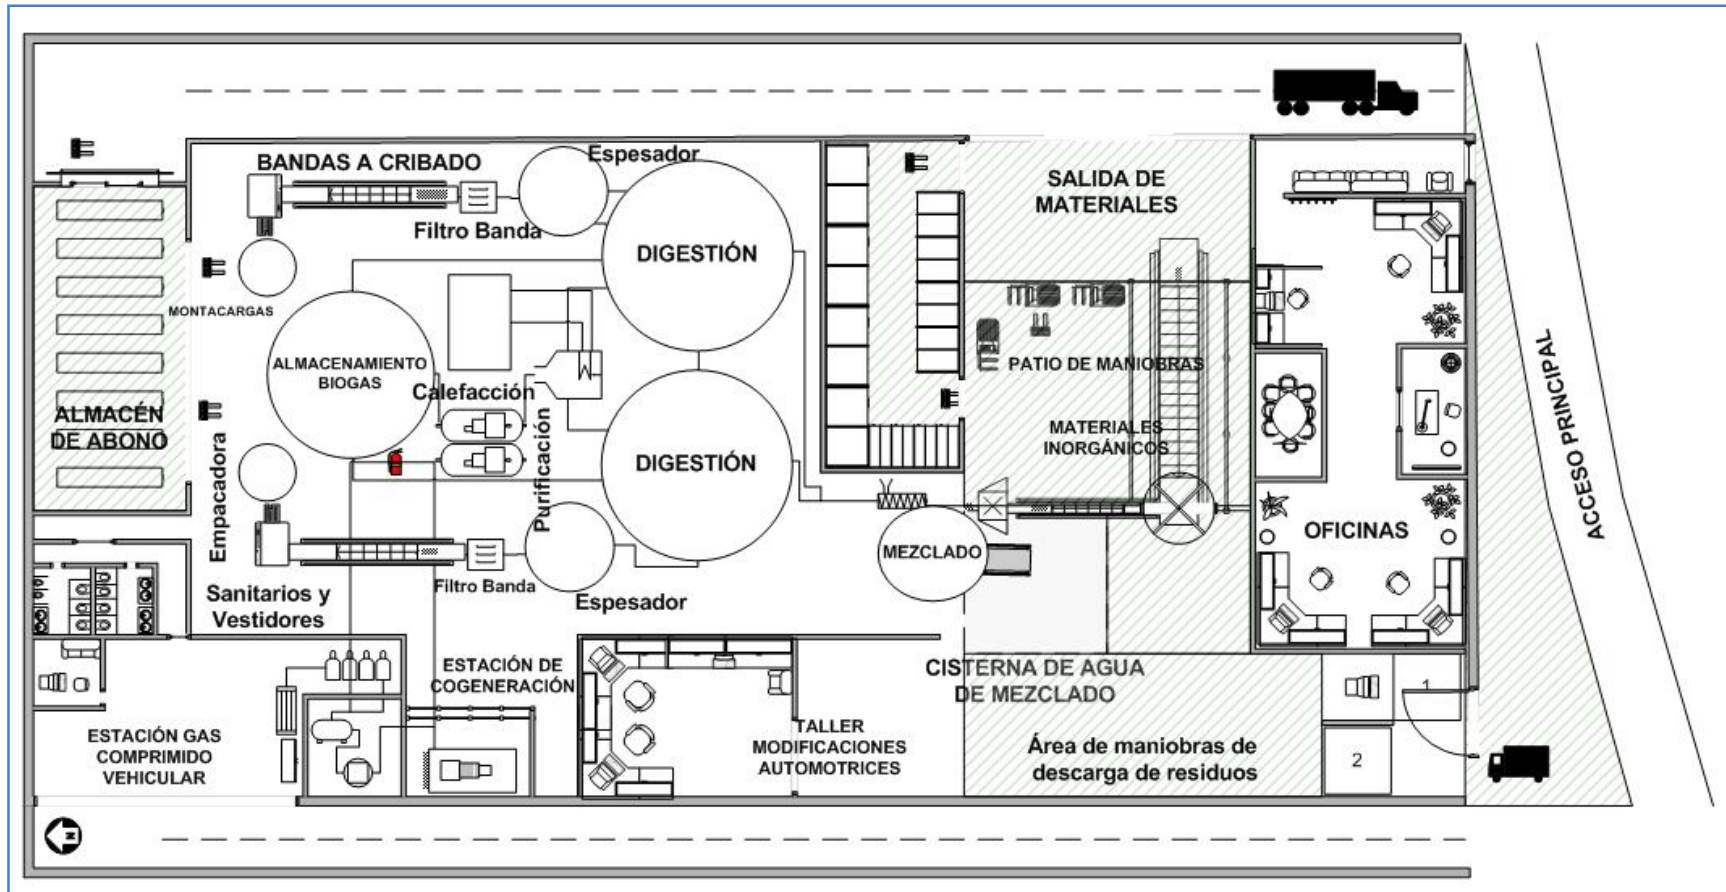 BANDAS A CRIBADO
Espesador
Filtro Banda
DIGESTIÓN
SALIDA DE
MATERIALES
MONTACARGAS
ALMACENAMIENTO
BIOGAS
Calefacción
PATIO DE MANIOBRAS
MATERIALES
INORGÁNICOS
ALMACÉN
DE ABONO
Empacadora
Purificación
DIGESTIÓN
MEZCLADO
OFICINAS
ACCESO PRINCIPAL
Filtro Banda
Espesador
Sanitarios y
Vestidores
ESTACIÓN DE
COGENERACIÓN
CISTERNA DE AGUA
DE MEZCLADO
1
ESTACIÓN GAS
COMPRIMIDO
VEHICULAR
TALLER
MODIFICACIONES
AUTOMOTRICES
Área de maniobras de
descarga de residuos
2
N